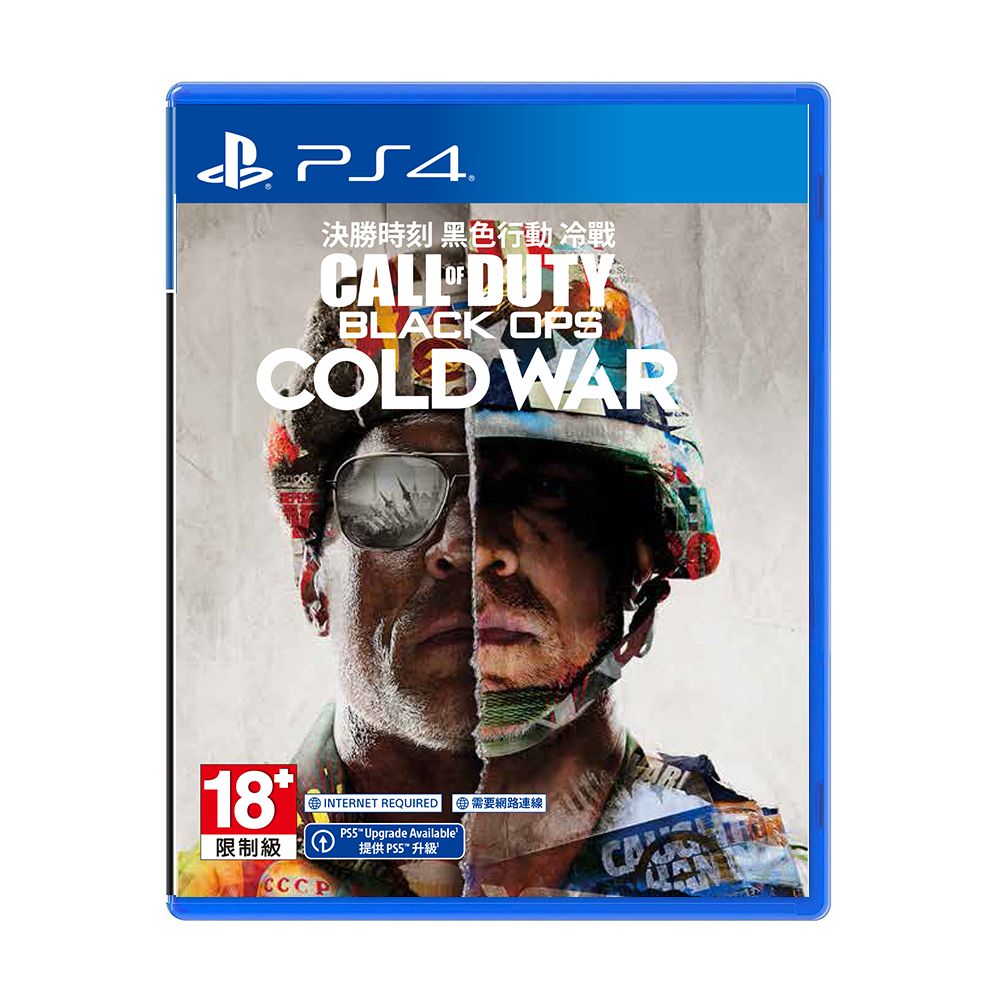 PS4
決勝時刻 黑色行動 冷戰
CALL OF DUTY
BLACK OPS
COLD WAR
18+
限制級
INTERNET REQUIRED
需要網路連線
PS5™ Upgrade Available¹
提供 PS5™ 升級¹
CCCP